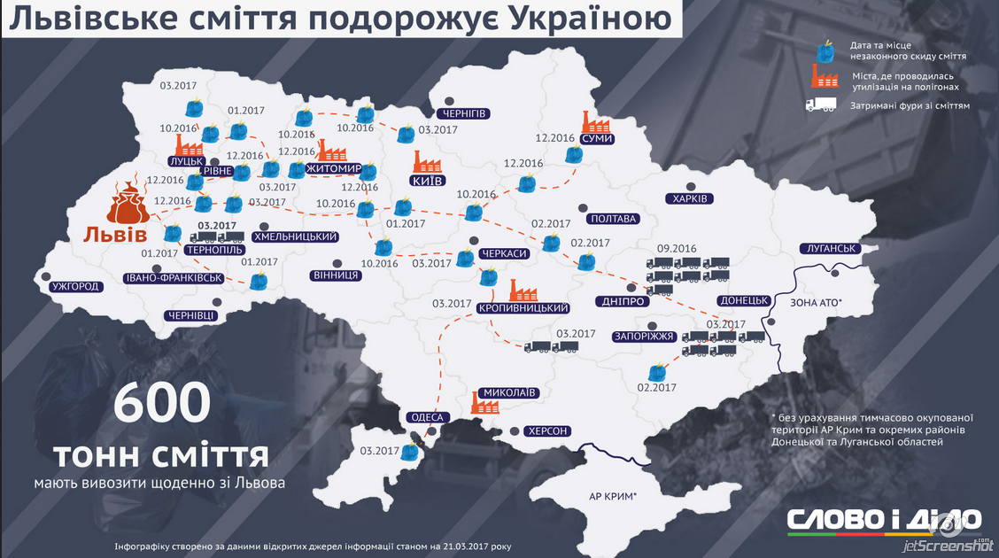 Львівське сміття подорожує Україною
Дата та місце
незаконного скиду сміття
Міста, де проводилась
утилізація на полігонах
Затримані фури зі сміттям
03.2017
01.2017
10.2016
10.2016
10.2016
03.2017
ЧЕРНІГІВ
СУМИ
12.2016
ЛУЦЬК
РІВНЕ
12.2016
12.2016
ЖИТОМИР
КИЇВ
12.2016
12.2016
03.2017
12.2016
10.2016
ХАРКІВ
12.2016
03.2017
10.2016
01.2017
ПОЛТАВА
Львів
03.2017
ТЕРНОПІЛЬ
ХМЕЛЬНИЦЬКИЙ
02.2017
02.2017
09.2016
ЛУГАНСЬК
01.2017
01.2017
10.2016
03.2017
ЧЕРКАСИ
УЖГОРОД
ІВАНО-ФРАНКІВСЬК
ВІННИЦЯ
ЧЕРНІВЦІ
03.2017
КРОПИВНИЦЬКИЙ
ДНІПРО
ДОНЕЦЬК
ЗОНА АТО*
03.2017
ЗАПОРІЖЖЯ
03.2017
02.2017
600
тонн сміття
мають вивозити щоденно зі Львова
МИКОЛАЇВ
ОДЕСА
ХЕРСОН
03.2017
АР КРИМ*
* без урахування тимчасово окупованої
території АР Крим та окремих районів
Донецької та Луганської областей
СЛОВО і ДІЛО
.com
jetScreenshot
Інфографіку створено за даними відкритих джерел інформації станом на 21.03.2017 року